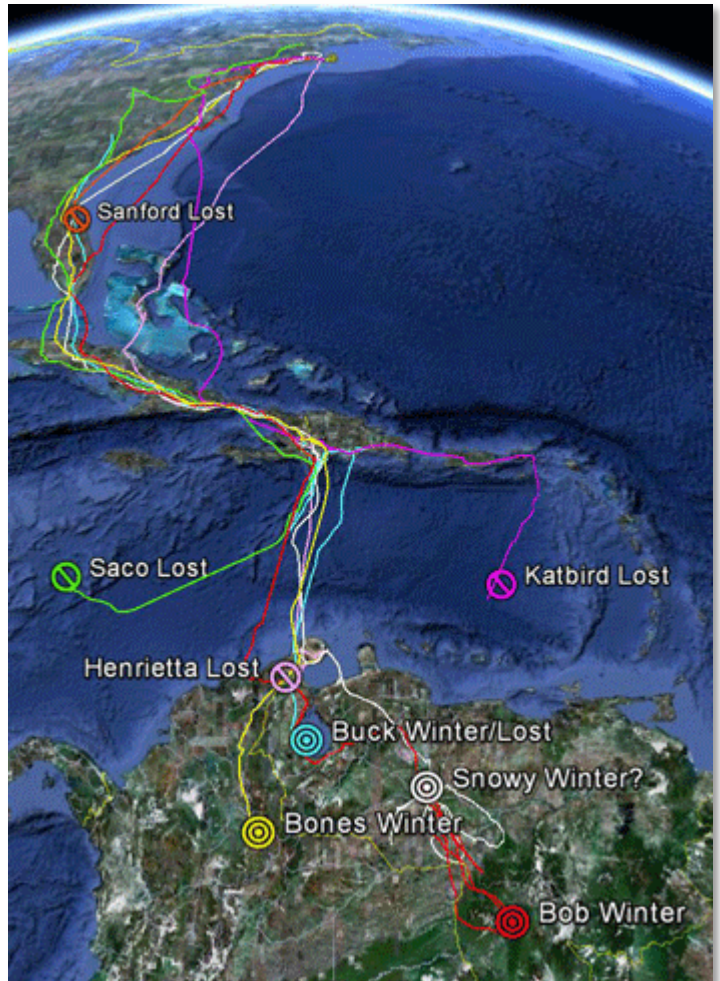 Sanford Lost
Saco Lost
Katbird Lost
Henrietta Lost
Buck Winter/Lost
Snowy Winter?
Bones Winter
Bob Winter